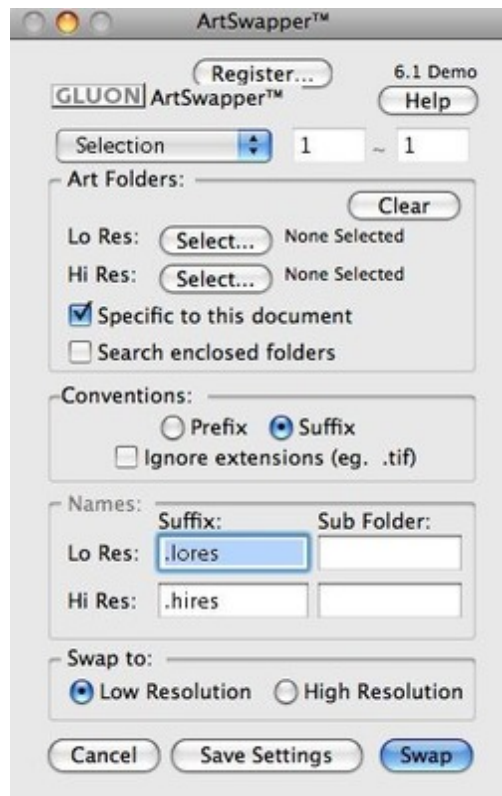 ArtSwapper™
Register... 6.1 Demo
GLUON ArtSwapper™ Help
Selection 1 ~ 1
Art Folders:
Clear
Lo Res: Select... None Selected
Hi Res: Select... None Selected
Specific to this document
Search enclosed folders
Conventions:
Prefix Suffix
Ignore extensions (eg. .tif)
Names:
Suffix: Sub Folder:
Lo Res: .lores
Hi Res: .hires
Swap to:
Low Resolution High Resolution
Cancel Save Settings Swap